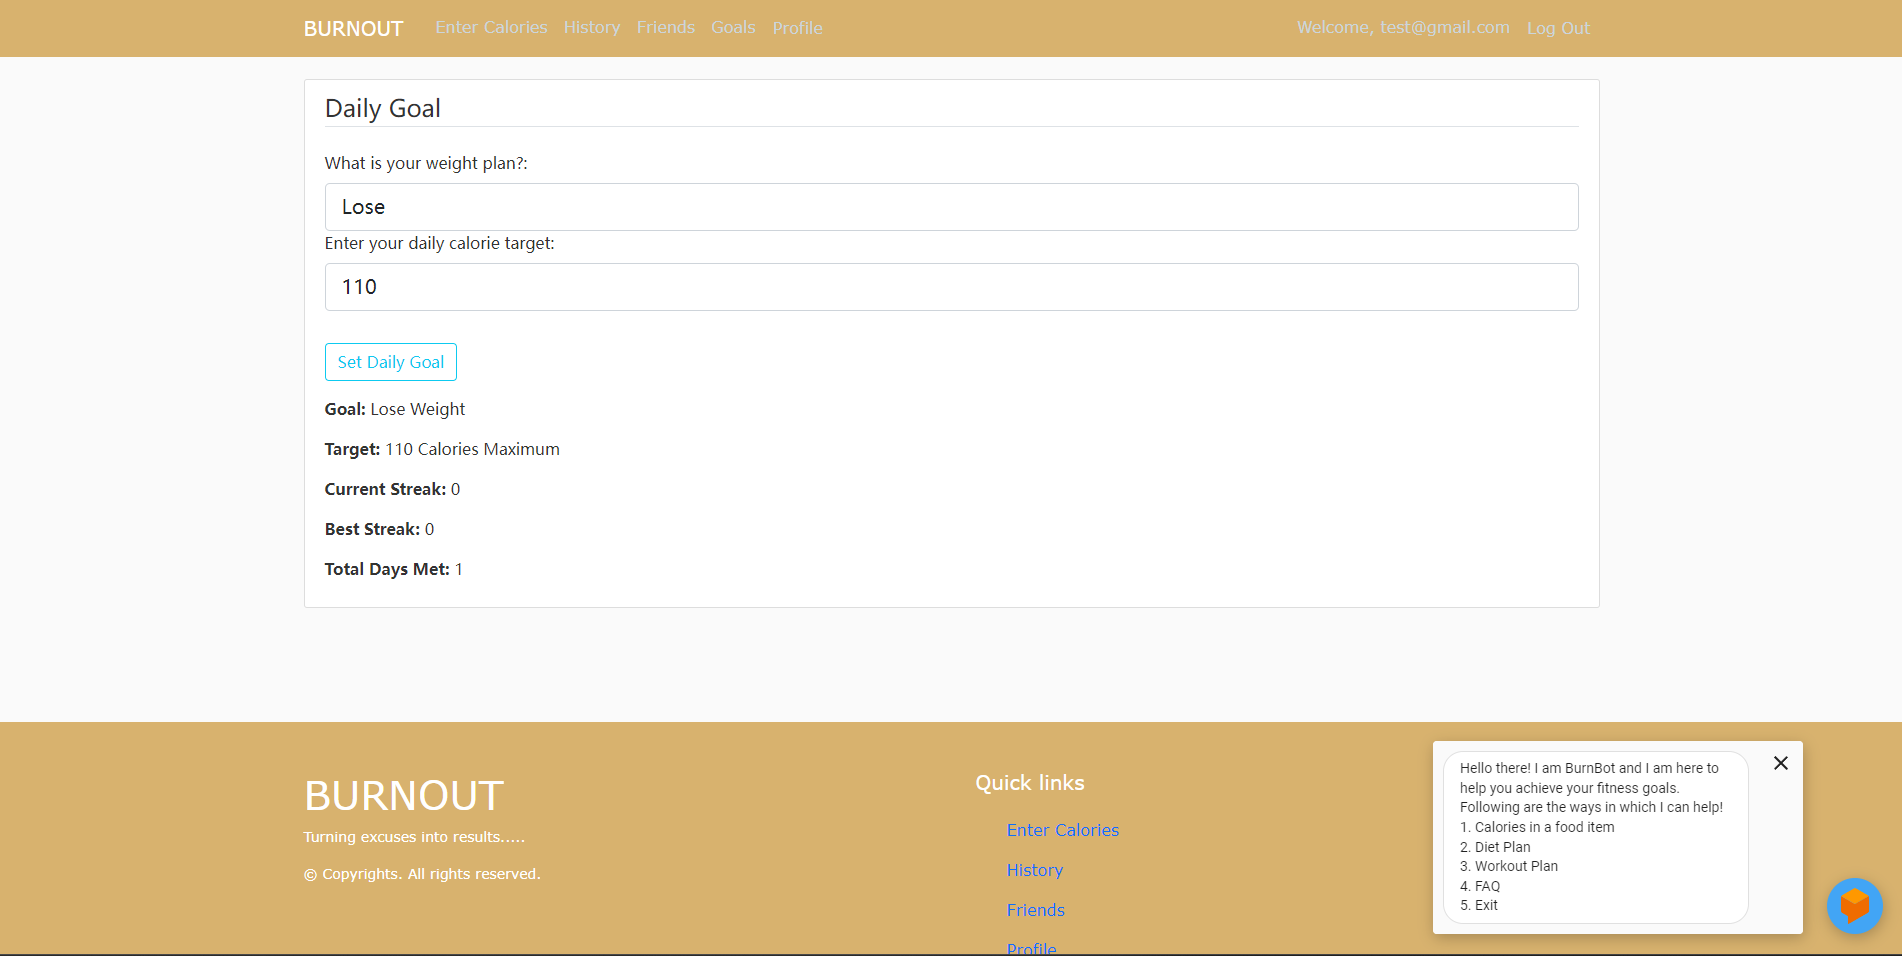 BURNOUT Enter Calories History Friends Goals Profile Welcome, test@gmail.com Log Out
Daily Goal
What is your weight plan?:
Lose
Enter your daily calorie target:
110
Set Daily Goal
Goal: Lose Weight
Target: 110 Calories Maximum
Current Streak: 0
Best Streak: 0
Total Days Met: 1
BURNOUT
Turning excuses into results.....
© Copyrights. All rights reserved.
Quick links
Enter Calories
History
Friends
Profile
Hello there! I am BurnBot and I am here to
help you achieve your fitness goals.
Following are the ways in which I can help!
1. Calories in a food item
2. Diet Plan
3. Workout Plan
4. FAQ
5. Exit